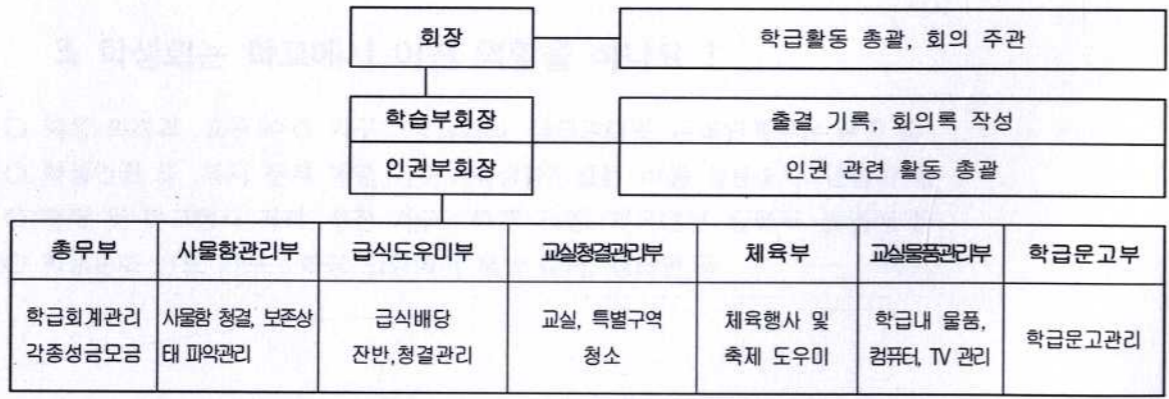 회장
학급활동 총괄, 회의 주관
학습부회장
출결 기록, 회의록 작성
인권부회장
인권 련련 활동 총괄
총무부 사물함관리부 급식도우미부 교실청결관리부 체육부 교실물품관리부 학급문고부
학급회계관리 사물함 청결, 보존상 급식배당 교실, 특별구역 체육행사 및 학급내 물품, 학급문고관리
각종성금모금 태 파악관리 잔반,청결관리 청소 축제 도우미 컴퓨터, TV 관리